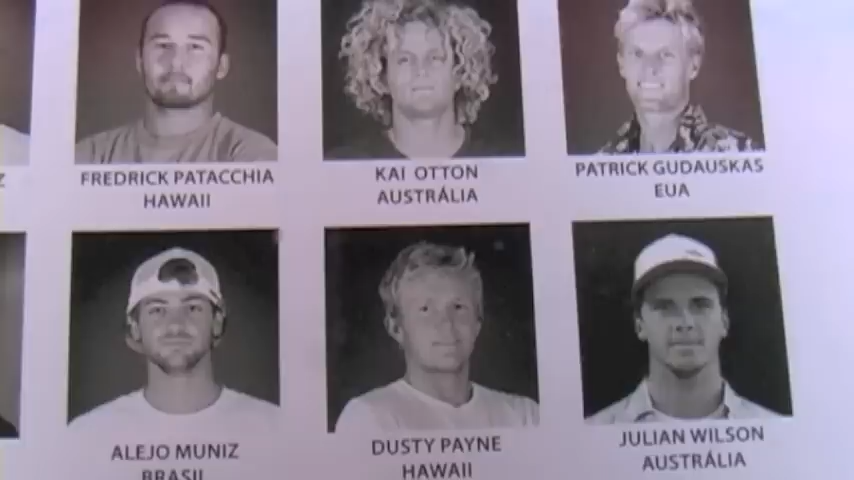 Z
FREDRICK PATACCHIA
HAWAII
KAI OTTON
AUSTRÁLIA
PATRICK GUDAUSKAS
EUA
ALEJO MUNIZ
BRASIL
DUSTY PAYNE
HAWAII
JULIAN WILSON
AUSTRÁLIA